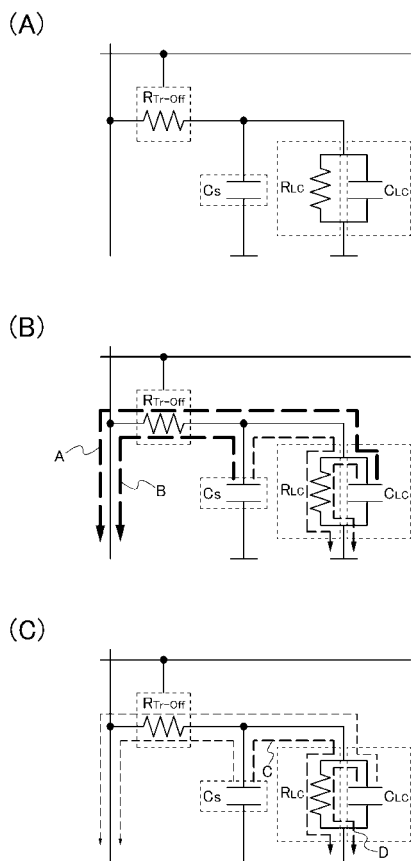 (A)
RTr-Off
Cs
RLC
CLC
(B)
RTr-Off
A
B
Cs
RLC
CLC
(C)
RTr-Off
Cs
C
RLC
CLC
D